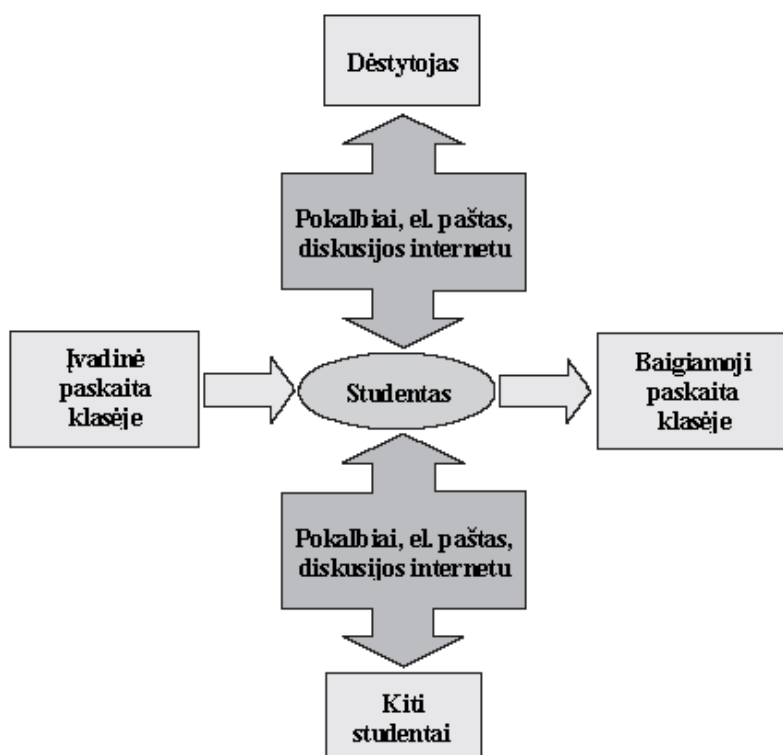 Dėstytojas
Pokalbiai, el. paštas,
diskusijos internetu
Įvadinė
paskaita
klasėje
Studentas
Baigiamoji
paskaita
klasėje
Pokalbiai, el. paštas,
diskusijos internetu
Kiti
studentai